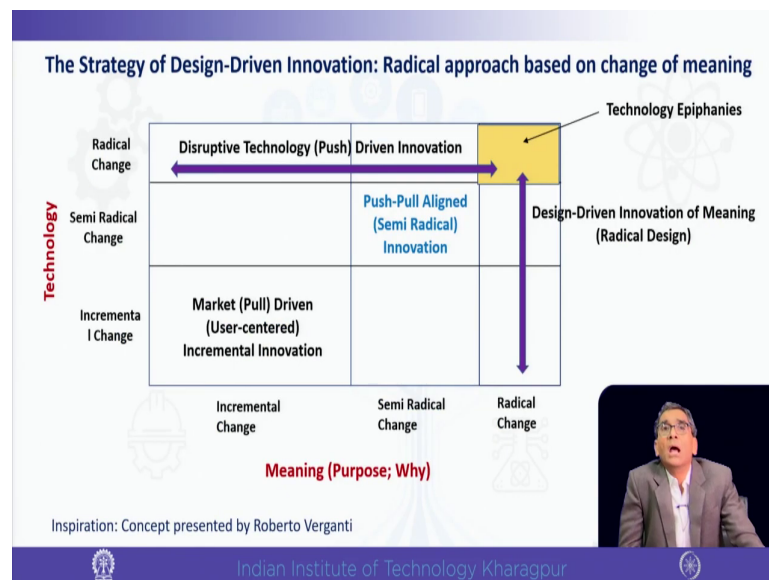 The Strategy of Design-Driven Innovation: Radical approach based on change of meaning
Technology Epiphanies
Radical
Change
Disruptive Technology (Push) Driven Innovation
Technology
Semi Radical
Change
Push-Pull Aligned
(Semi Radical)
Innovation
Design-Driven Innovation of Meaning
(Radical Design)
Incrementa
l Change
Market (Pull) Driven
(User-centered)
Incremental Innovation
Incremental
Change
Semi Radical
Change
Radical
Change
Meaning (Purpose; Why)
Inspiration: Concept presented by Roberto Verganti
Indian Institute of Technology Kharagpur